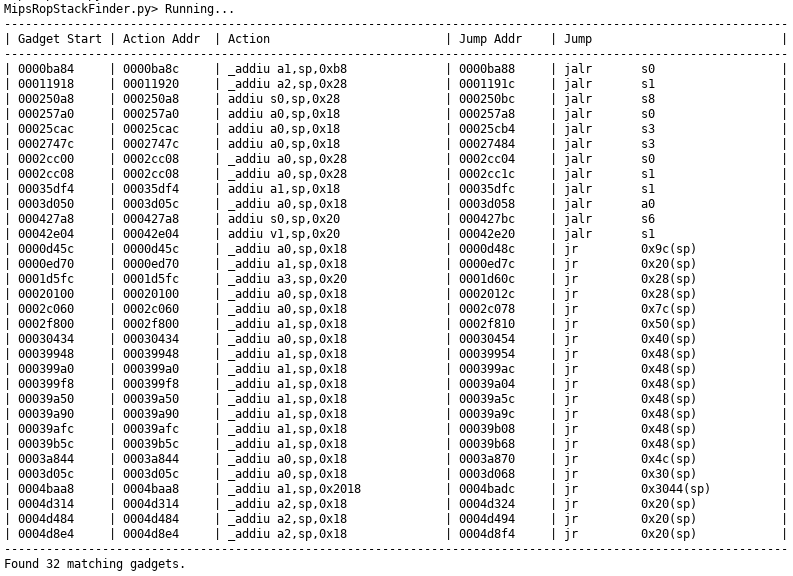 MipsRopStackFinder.py> Running...
----------------------------------------------------------------------------------------------------------------
| Gadget Start | Action Addr  | Action                         | Jump Addr    | Jump                           |
----------------------------------------------------------------------------------------------------------------
| 0000ba84     | 0000ba8c     | _addiu a1,sp,0xb8              | 0000ba88     | jalr       s0                  |
| 00011918     | 00011920     | _addiu a2,sp,0x28              | 0001191c     | jalr       s1                  |
| 000250a8     | 000250a8     | addiu s0,sp,0x28               | 000250bc     | jalr       s8                  |
| 000257a0     | 000257a0     | addiu a0,sp,0x18               | 000257a8     | jalr       s0                  |
| 00025cac     | 00025cac     | addiu a0,sp,0x18               | 00025cb4     | jalr       s3                  |
| 0002747c     | 0002747c     | addiu a0,sp,0x18               | 00027484     | jalr       s3                  |
| 0002cc00     | 0002cc08     | _addiu a0,sp,0x28              | 0002cc04     | jalr       s0                  |
| 0002cc08     | 0002cc08     | _addiu a0,sp,0x28              | 0002cc1c     | jalr       s1                  |
| 00035df4     | 00035df4     | addiu a1,sp,0x18               | 00035dfc     | jalr       s1                  |
| 0003d050     | 0003d05c     | _addiu a0,sp,0x18              | 0003d058     | jalr       a0                  |
| 000427a8     | 000427a8     | addiu s0,sp,0x20               | 000427bc     | jalr       s6                  |
| 00042e04     | 00042e04     | addiu v1,sp,0x20               | 00042e20     | jalr       s1                  |
| 0000d45c     | 0000d45c     | _addiu a0,sp,0x18              | 0000d48c     | jr         0x9c(sp)            |
| 0000ed70     | 0000ed70     | _addiu a1,sp,0x18              | 0000ed7c     | jr         0x20(sp)            |
| 0001d5fc     | 0001d5fc     | _addiu a3,sp,0x20              | 0001d60c     | jr         0x28(sp)            |
| 00020100     | 00020100     | _addiu a0,sp,0x18              | 0002012c     | jr         0x28(sp)            |
| 0002c060     | 0002c060     | _addiu a0,sp,0x18              | 0002c078     | jr         0x7c(sp)            |
| 0002f800     | 0002f800     | _addiu a1,sp,0x18              | 0002f810     | jr         0x50(sp)            |
| 00030434     | 00030434     | _addiu a0,sp,0x18              | 00030454     | jr         0x40(sp)            |
| 00039948     | 00039948     | _addiu a1,sp,0x18              | 00039954     | jr         0x48(sp)            |
| 000399a0     | 000399a0     | _addiu a1,sp,0x18              | 000399ac     | jr         0x48(sp)            |
| 000399f8     | 000399f8     | _addiu a1,sp,0x18              | 00039a04     | jr         0x48(sp)            |
| 00039a50     | 00039a50     | _addiu a1,sp,0x18              | 00039a5c     | jr         0x48(sp)            |
| 00039a90     | 00039a90     | _addiu a1,sp,0x18              | 00039a9c     | jr         0x48(sp)            |
| 00039afc     | 00039afc     | _addiu a1,sp,0x18              | 00039b08     | jr         0x48(sp)            |
| 00039b5c     | 00039b5c     | _addiu a1,sp,0x18              | 00039b68     | jr         0x48(sp)            |
| 0003a844     | 0003a844     | _addiu a0,sp,0x18              | 0003a870     | jr         0x4c(sp)            |
| 0003d05c     | 0003d05c     | _addiu a0,sp,0x18              | 0003d068     | jr         0x30(sp)            |
| 0004baa8     | 0004baa8     | _addiu a1,sp,0x2018            | 0004badc     | jr         0x3044(sp)          |
| 0004d314     | 0004d314     | _addiu a2,sp,0x18              | 0004d324     | jr         0x20(sp)            |
| 0004d484     | 0004d484     | _addiu a2,sp,0x18              | 0004d494     | jr         0x20(sp)            |
| 0004d8e4     | 0004d8e4     | _addiu a2,sp,0x18              | 0004d8f4     | jr         0x20(sp)            |
----------------------------------------------------------------------------------------------------------------
Found 32 matching gadgets.